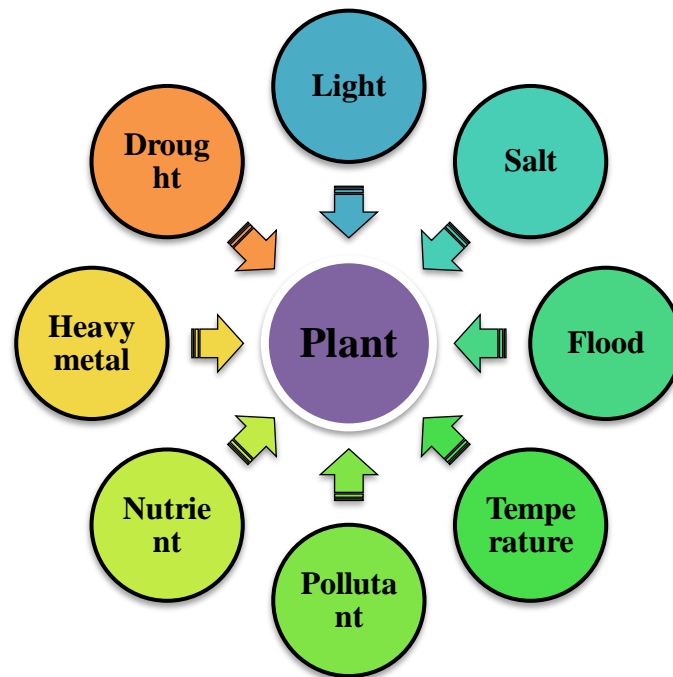 Light
Salt
Flood
Tempe
rature
Polluta
nt
Nutrie
nt
Heavy
metal
Droug
ht
Plant